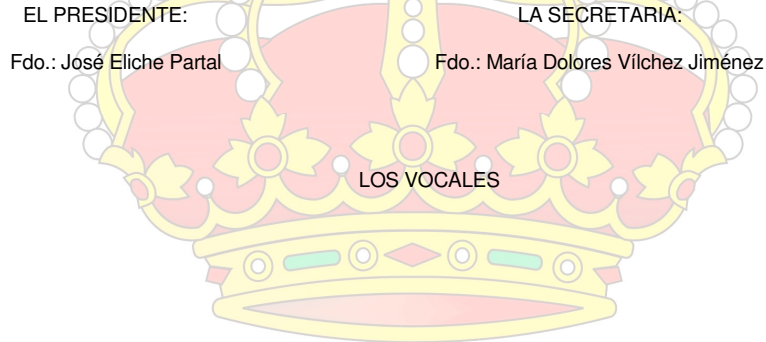 EL PRESIDENTE: LA SECRETARIA:
Fdo.: José Eliche Partal Fdo.: María Dolores Vílchez Jiménez
LOS VOCALES